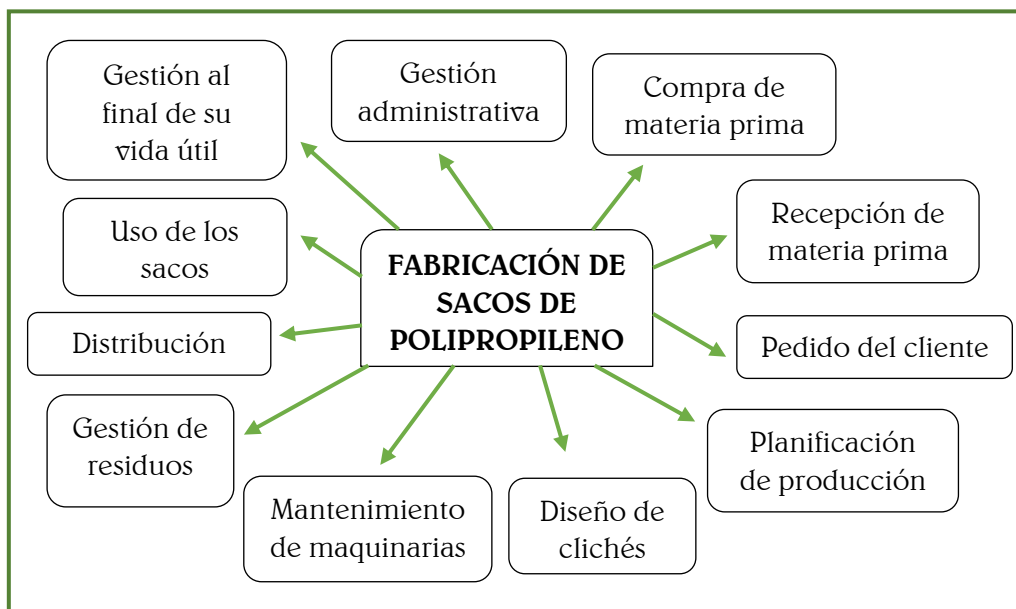 Gestión al
final de su
vida útil
Gestión
administrativa
Compra de
materia prima
Recepción de
materia prima
Uso de los
sacos
FABRICACIÓN DE
SACOS DE
POLIPROPILENO
Distribución
Pedido del cliente
Gestión de
residuos
Planificación
de producción
Mantenimiento
de maquinarias
Diseño de
clichés